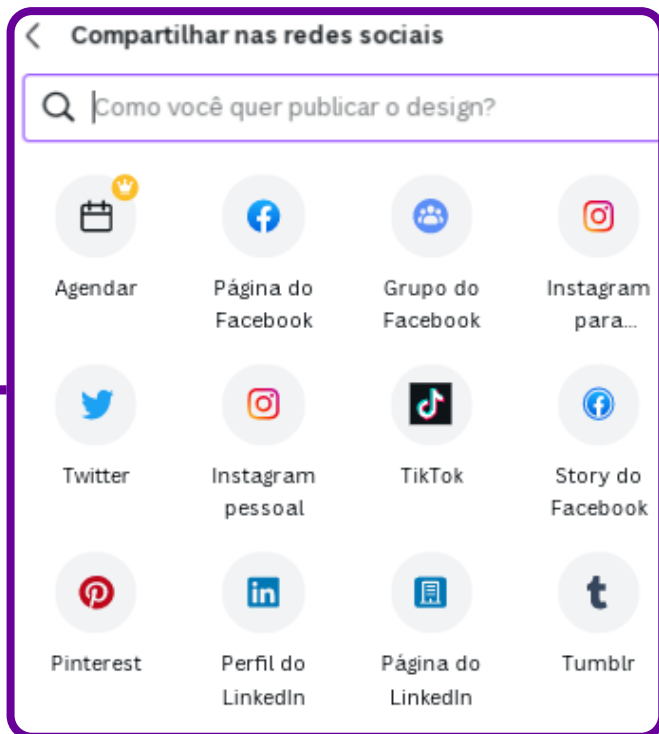 Compartilhar nas redes sociais
Como você quer publicar o design?
Agendar
Página do
Facebook
Grupo do
Facebook
Instagram
para...
Twitter
Instagram
pessoal
TikTok
Story do
Facebook
Pinterest
Perfil do
LinkedIn
Página do
LinkedIn
Tumblr